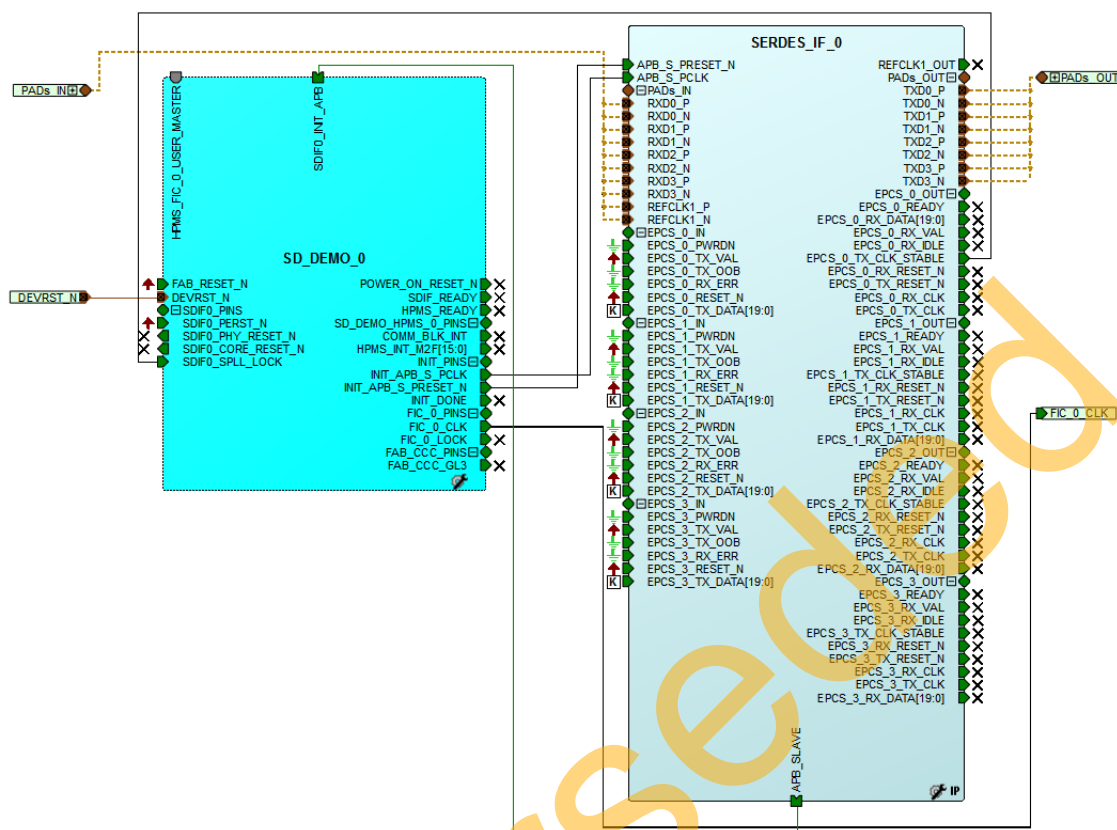 SERDES_IF_0
APB_S_PRESET_N
APB_S_PCLK
PADs_IN
RXD0_P
RXD0_N
RXD1_P
RXD1_N
RXD2_P
RXD2_N
RXD3_P
RXD3_N
REFCLK1_P
REFCLK1_N
EPCS_0_IN
EPCS_0_PWRDN
EPCS_0_TX_VAL
EPCS_0_TX_OOB
EPCS_0_RX_ERR
EPCS_0_RESET_N
K EPCS_0_TX_DATA[19:0]
EPCS_1_IN
EPCS_1_PWRDN
EPCS_1_TX_VAL
EPCS_1_TX_OOB
EPCS_1_RX_ERR
EPCS_1_RESET_N
K EPCS_1_TX_DATA[19:0]
EPCS_2_IN
EPCS_2_PWRDN
EPCS_2_TX_VAL
EPCS_2_TX_OOB
EPCS_2_RX_ERR
EPCS_2_RESET_N
K EPCS_2_TX_DATA[19:0]
EPCS_3_IN
EPCS_3_PWRDN
EPCS_3_TX_VAL
EPCS_3_TX_OOB
EPCS_3_RX_ERR
EPCS_3_RESET_N
K EPCS_3_TX_DATA[19:0]
REFCLK1_OUT
PADs_OUT
TXD0_P
TXD0_N
TXD1_P
TXD1_N
TXD2_P
TXD2_N
TXD3_P
TXD3_N
EPCS_0_OUT
EPCS_0_READY
EPCS_0_RX_DATA[19:0]
EPCS_0_RX_VAL
EPCS_0_RX_IDLE
EPCS_0_TX_CLK_STABLE
EPCS_0_RX_RESET_N
EPCS_0_TX_RESET_N
EPCS_0_RX_CLK
EPCS_0_TX_CLK
EPCS_1_OUT
EPCS_1_READY
EPCS_1_RX_VAL
EPCS_1_RX_IDLE
EPCS_1_TX_CLK_STABLE
EPCS_1_RX_RESET_N
EPCS_1_TX_RESET_N
EPCS_1_RX_CLK
EPCS_1_TX_CLK
EPCS_1_RX_DATA[19:0]
EPCS_2_OUT
EPCS_2_READY
EPCS_2_RX_VAL
EPCS_2_RX_IDLE
EPCS_2_TX_CLK_STABLE
EPCS_2_RX_RESET_N
EPCS_2_TX_RESET_N
EPCS_2_RX_CLK
EPCS_2_TX_CLK
EPCS_2_RX_DATA[19:0]
EPCS_3_OUT
EPCS_3_READY
EPCS_3_RX_VAL
EPCS_3_RX_IDLE
EPCS_3_TX_CLK_STABLE
EPCS_3_RX_RESET_N
EPCS_3_TX_RESET_N
EPCS_3_RX_CLK
EPCS_3_TX_CLK
EPCS_3_RX_DATA[19:0]
APB_SLAVE
IP
PADs_IN
DEVRST_N
HPMS_FIC_0_USER_MASTER
SDIF0_INIT_APB
SD_DEMO_0
FAB_RESET_N
DEVRST_N
SDIF0_PINS
SDIF0_PERST_N
SDIF0_PHY_RESET_N
SDIF0_CORE_RESET_N
SDIF0_SPLL_LOCK
POWER_ON_RESET_N
SDIF_READY
HPMS_READY
SD_DEMO_HPMS_0_PINS
COMM_BLK_INT
HPMS_INT_M2F[15:0]
INIT_PINS
INIT_APB_S_PCLK
INIT_APB_S_PRESET_N
INIT_DONE
FIC_0_PINS
FIC_0_CLK
FIC_0_LOCK
FAB_CCC_PINS
FAB_CCC_GL3
PADs_OUT
FIC_0_CLK